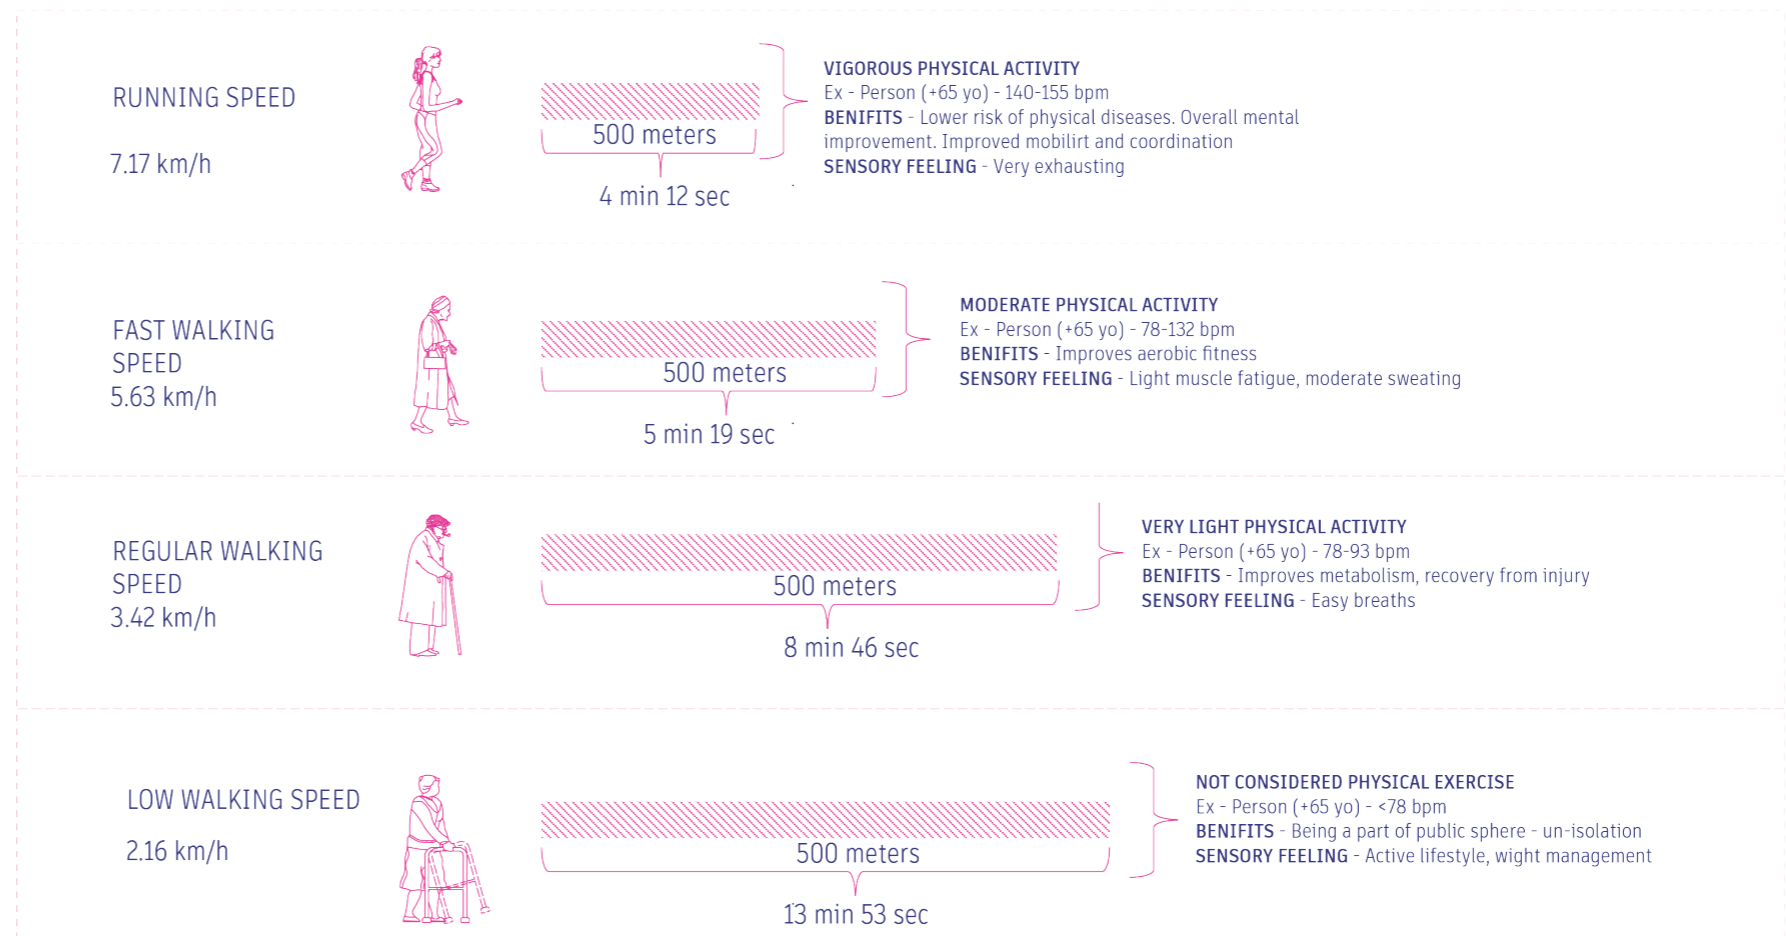 RUNNING SPEED
7.17 km/h
500 meters
4 min 12 sec
VIGOROUS PHYSICAL ACTIVITY
Ex - Person (+65 yo) - 140-155 bpm
BENIFITS - Lower risk of physical diseases. Overall mental
improvement. Improved mobilirt and coordination
SENSORY FEELING - Very exhausting
FAST WALKING
SPEED
5.63 km/h
500 meters
5 min 19 sec
MODERATE PHYSICAL ACTIVITY
Ex - Person (+65 yo) - 78-132 bpm
BENIFITS - Improves aerobic fitness
SENSORY FEELING - Light muscle fatigue, moderate sweating
REGULAR WALKING
SPEED
3.42 km/h
500 meters
8 min 46 sec
VERY LIGHT PHYSICAL ACTIVITY
Ex - Person (+65 yo) - 78-93 bpm
BENIFITS - Improves metabolism, recovery from injury
SENSORY FEELING - Easy breaths
LOW WALKING SPEED
2.16 km/h
500 meters
13 min 53 sec
NOT CONSIDERED PHYSICAL EXERCISE
Ex - Person (+65 yo) - <78 bpm
BENIFITS - Being a part of public sphere - un-isolation
SENSORY FEELING - Active lifestyle, wight management